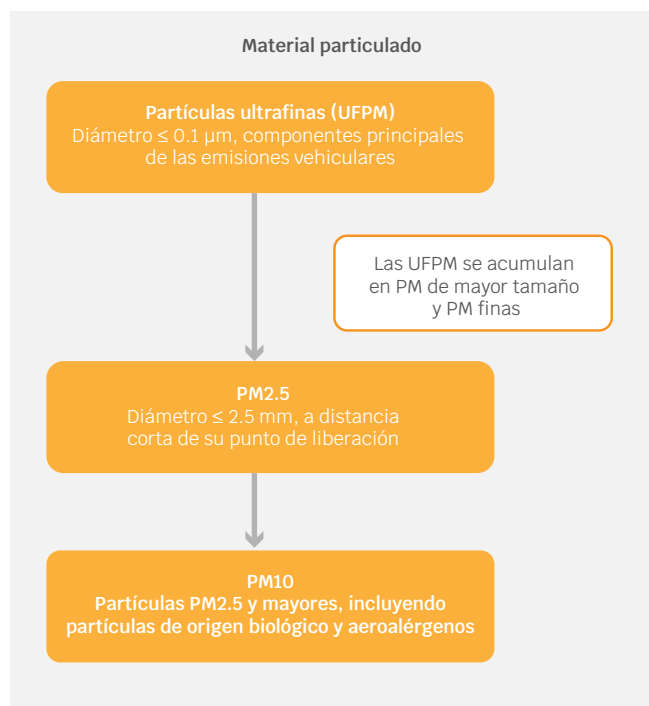 Material particulado
Partículas ultrafinas (UFPM)
Diámetro ≤ 0.1 μm, componentes principales
de las emisiones vehiculares
Las UFPM se acumulan
en PM de mayor tamaño
y PM finas
PM2.5
Diámetro ≤ 2.5 mm, a distancia
corta de su punto de liberación
PM10
Partículas PM2.5 y mayores, incluyendo
partículas de origen biológico y aeroalérgenos